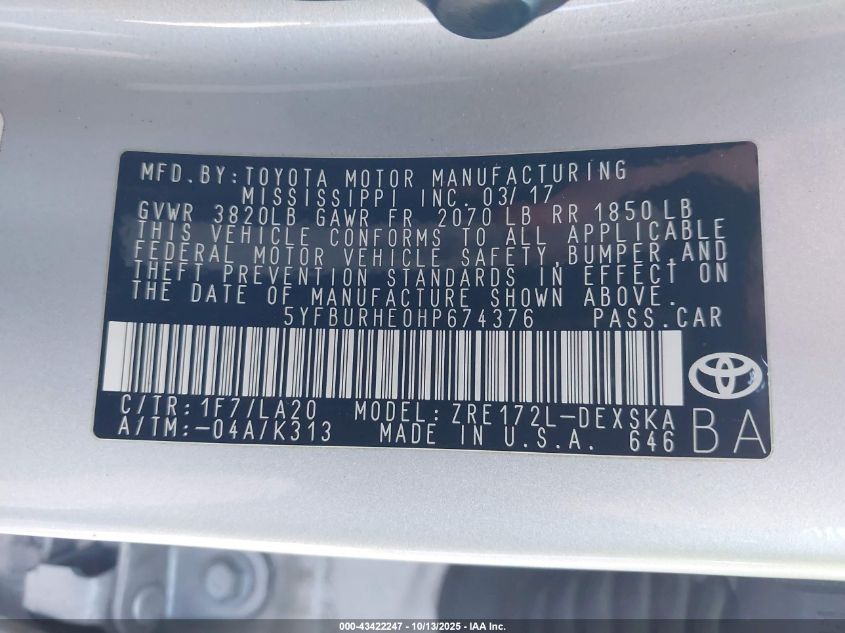 MFD.BY:TOYOTA MOTOR MANUFACTURING
MISSISSIPPI INC. 03/17
GVWR 3820LB GAWR FR 2070 LB RR 1850 LB
THIS VEHICLE CONFORMS TO ALL APPLICABLE
FEDERAL MOTOR VEHICLE SAFETY, BUMPER, AND
THEFT PREVENTION STANDARDS IN EFFECT ON
THE DATE OF MANUFACTURE SHOWN ABOVE.
5YFBURHE0HP674376 PASS.CAR
C/TR:1F7/LA20 MODEL:ZRE172L-DEXSKA
A/TM:-04A/K313 MADE IN U.S.A. 646 BA
000-43422247 - 10/13/2025 - IAA Inc.